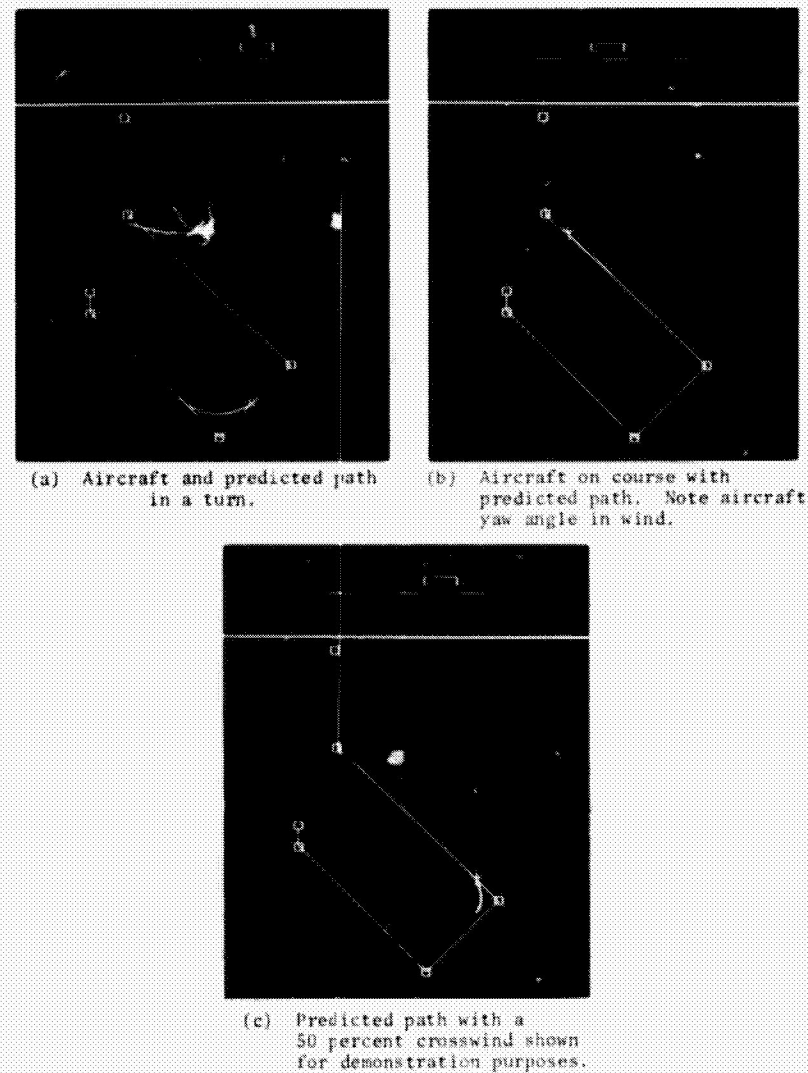 (a) Aircraft and predicted path
in a turn.
(b) Aircraft on course with
predicted path. Note aircraft
yaw angle in wind.
(c) Predicted path with a
50 percent crosswind shown
for demonstration purposes.